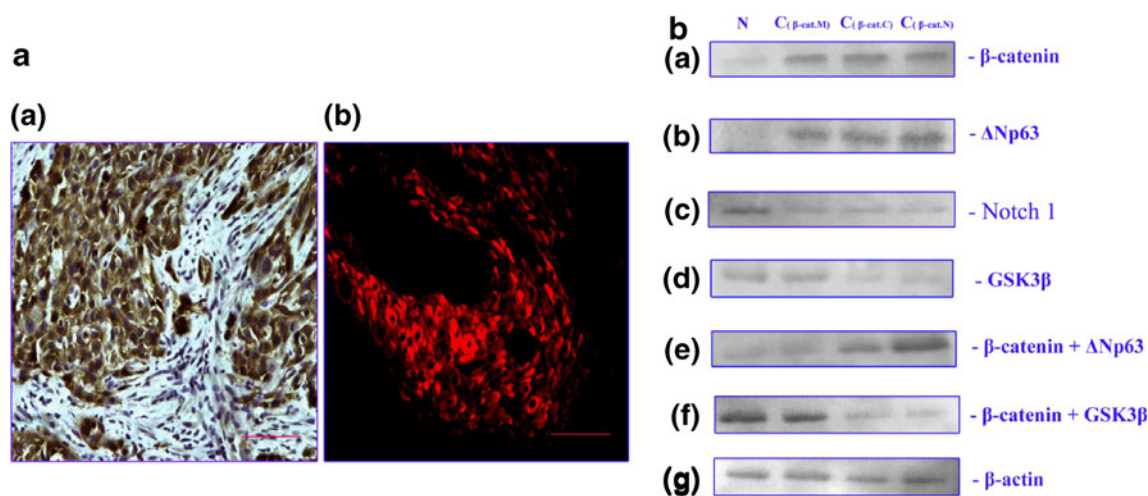 a
(a)
(b)
b
N C( β-cat.M) C( β-cat.C) C( β-cat.N)
(a) - β-catenin
(b) - ΔNp63
(c) - Notch 1
(d) - GSK3β
(e) - β-catenin + ΔNp63
(f) - β-catenin + GSK3β
(g) - β-actin